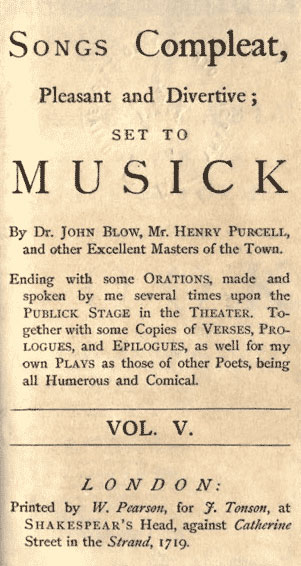 SONGS Compleat,
Pleasant and Divertive;
SET TO
MUSICK
By Dr. JOHN BLOW, Mr. HENRY PURCELL,
and other Excellent Masters of the Town.
Ending with some ORATIONS, made and
spoken by me several times upon the
PUBLICK STAGE in the THEATER. To-
gether with some Copies of VERSES, PRO-
LOGUES, and EPILOGUES, as well for my
own PLAYS as those of other Poets, being
all Humerous and Comical.
VOL. V.
LONDON:
Printed by W. Pearson, for J. Tonson, at
SHAKESPEAR'S Head, against Catherine
Street in the Strand, 1719.